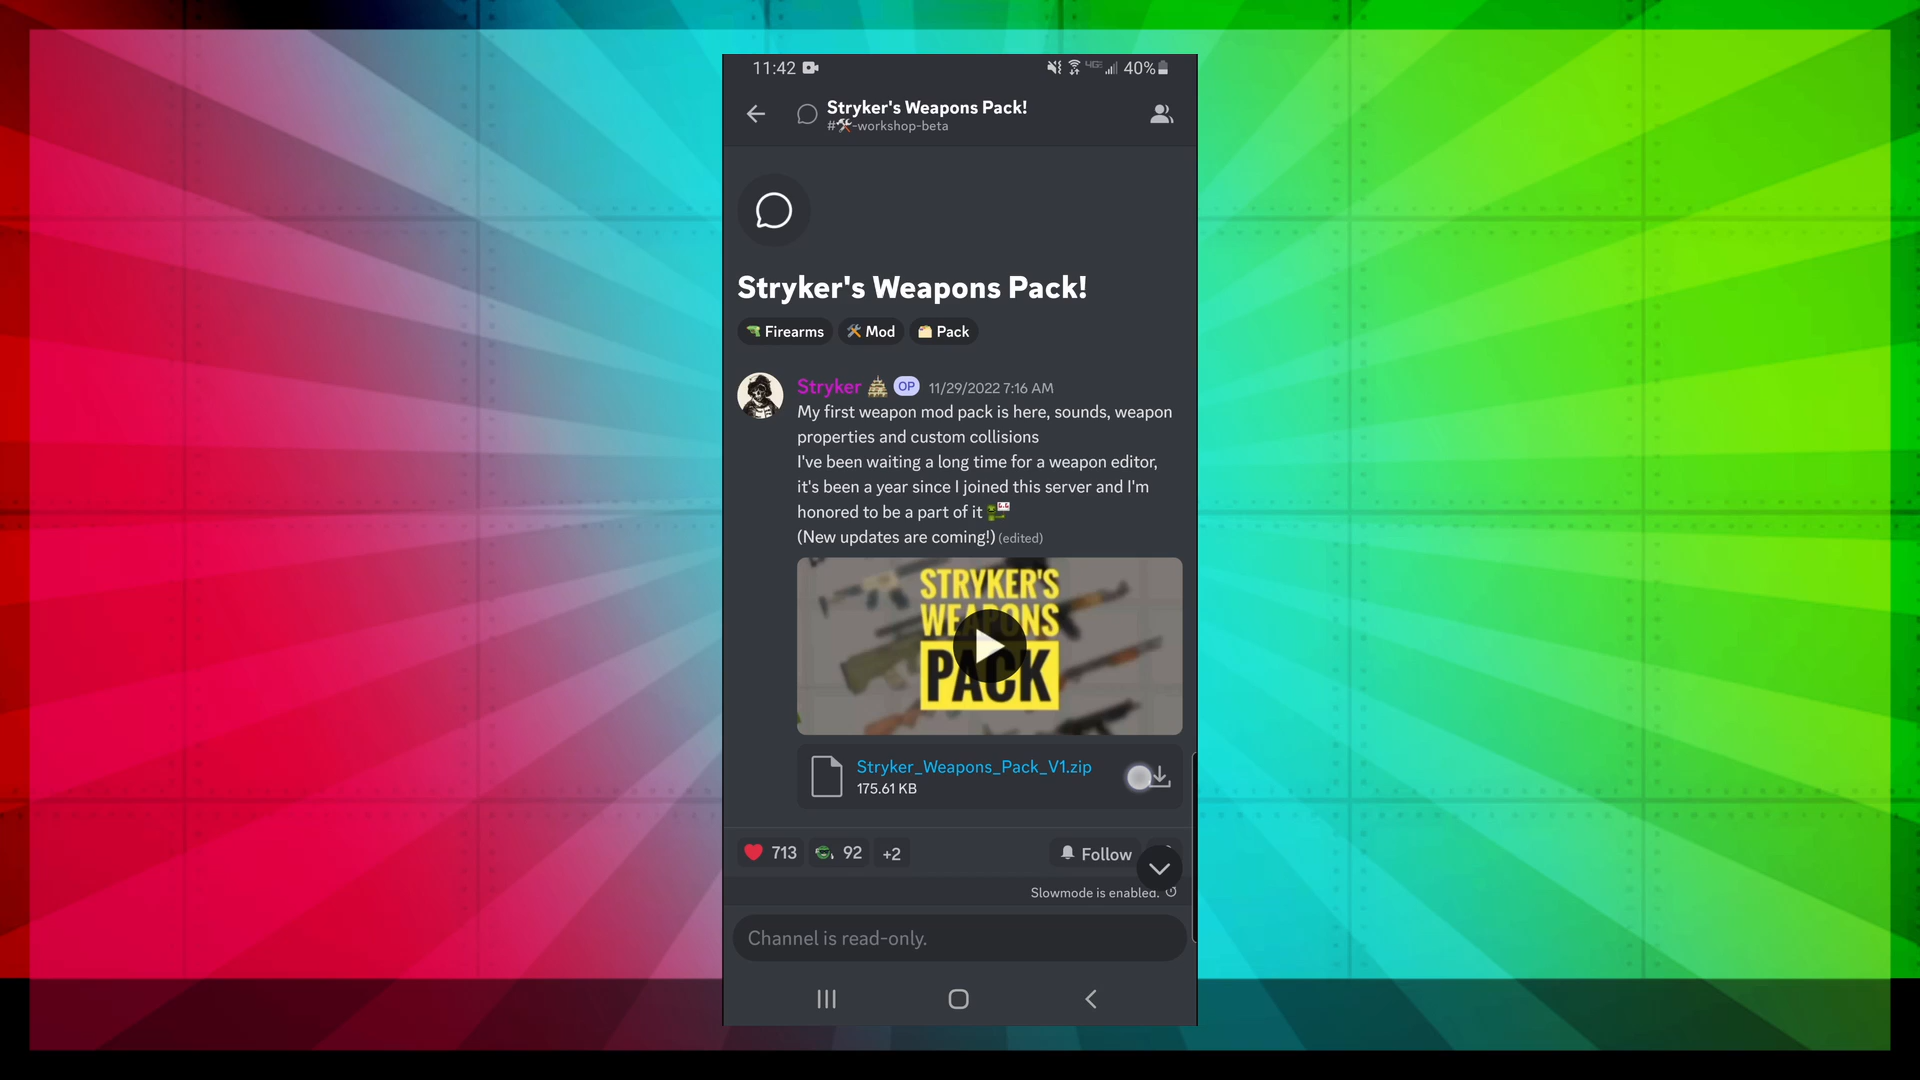 11:42
40%
Stryker's Weapons Pack!
#🛠-workshop-beta
Stryker's Weapons Pack!
Firearms
Mod
Pack
Stryker OP 11/29/2022 7:16 AM
My first weapon mod pack is here, sounds, weapon
properties and custom collisions
I've been waiting a long time for a weapon editor,
it's been a year since I joined this server and I'm
honored to be a part of it
(New updates are coming!) (edited)
STRYKER'S
WEAPONS
PACK
Stryker_Weapons_Pack_V1.zip
175.61 KB
713
92
+2
Follow
Slowmode is enabled.
Channel is read-only.